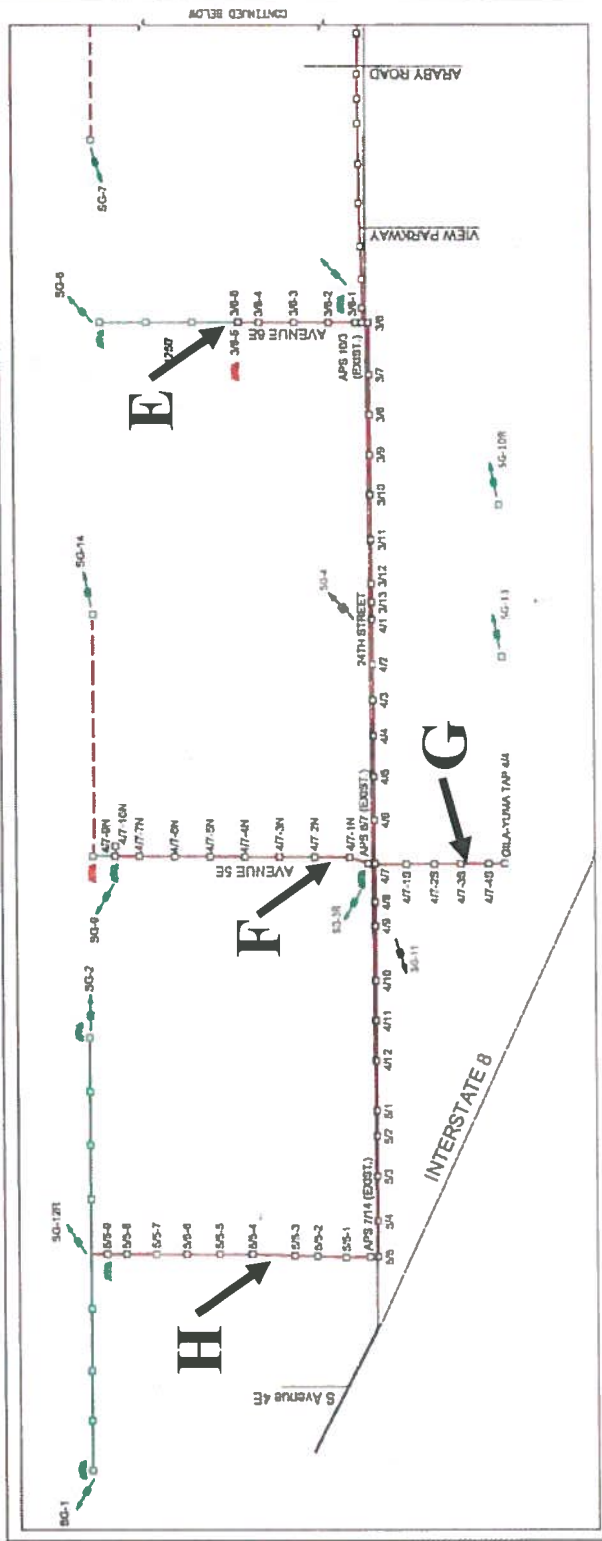 CONTINUED BELOW
ARABY ROAD
VIEW PARKWAY
SG-7
SG-6
E
3/6-5
3/6-5
3/6-4
3/6-3
3/6-2
3/6-1
AVENUE 6E
APS 10/3
(EXIST.)
3/6
3/7
3/8
3/9
3/10
3/11
3/12
3/13
4/1
4/2
4/3
4/4
4/5
4/6
4/7
4/8
4/9
4/10
4/11
4/12
5/1
5/2
5/3
5/4
5/5
SG-10R
SG-13
SG-4
24TH STREET
SG-14
4/7-9N
4/7-10N
4/7-7N
4/7-6N
4/7-5N
4/7-4N
4/7-3N
4/7-2N
4/7-1N
AVENUE 5E
F
APS 8/7 (EXIST.)
SG-9
SG-3R
SG-11
G
4/7-1S
4/7-2S
4/7-3S
4/7-4S
GILA-YUMA TAP 4/4
SG-2
SG-12R
5/5-9
5/5-8
5/5-7
5/5-6
5/5-5
5/5-4
5/5-3
5/5-2
5/5-1
APS 7/14 (EXIST.)
H
INTERSTATE 8
S Avenue 4E
SG-1